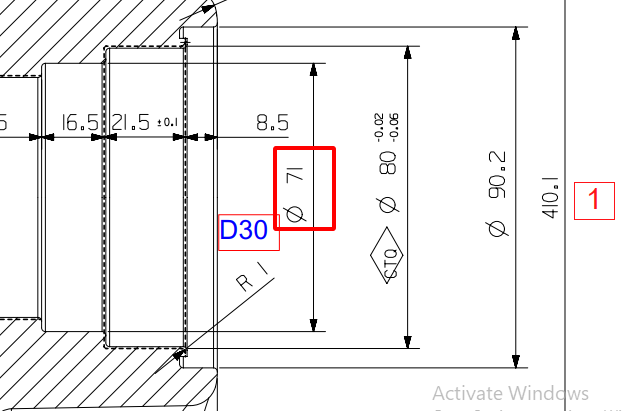 5
16.5
21.5 ±0.1
8.5
Ø 71
D30
R 1
Ø 80 -0.02 -0.06
CTQ
Ø 90.2
410.1
1
Activate Windows